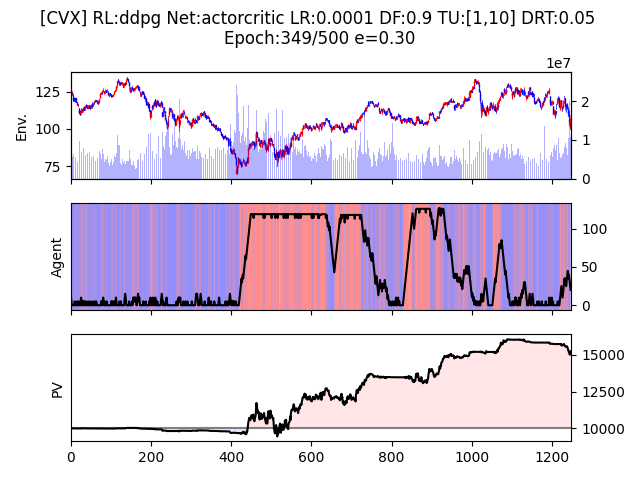 [CVX] RL:ddpg Net:actorcritic LR:0.0001 DF:0.9 TU:[1,10] DRT:0.05
Epoch:349/500 e=0.30
1e7
125
100
75
Env.
2
1
0
Agent
100
50
0
PV
15000
12500
10000
0 200 400 600 800 1000 1200